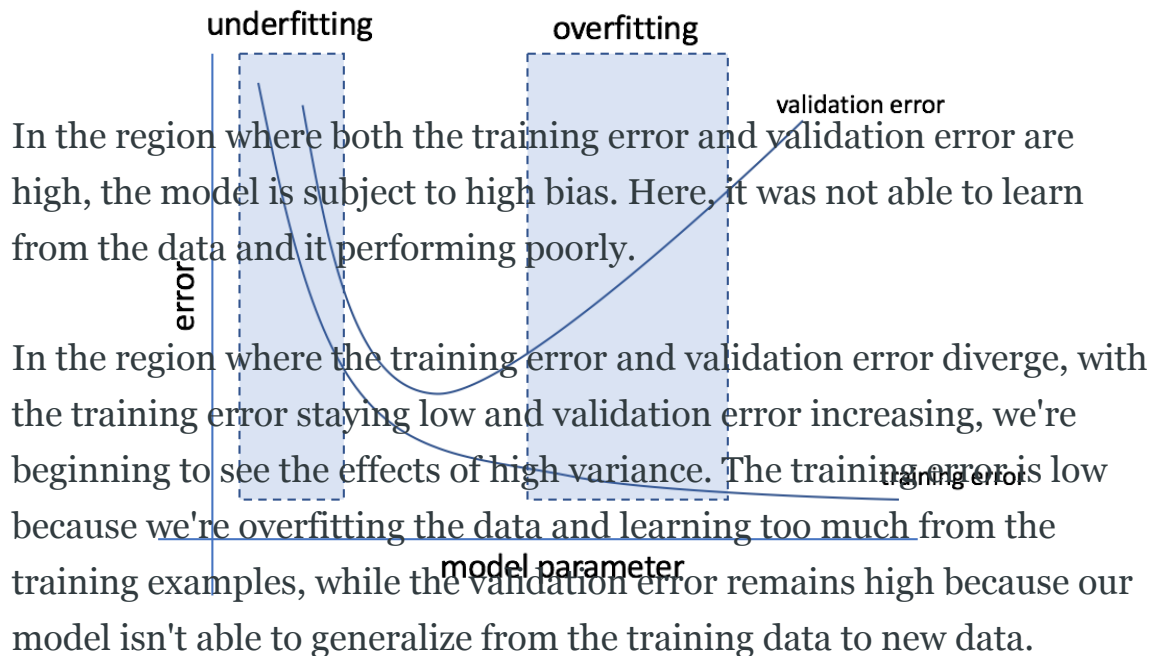 underfitting
overfitting
validation error
In the region where both the training error and validation error are
high, the model is subject to high bias. Here, it was not able to learn
from the data and it performing poorly.
error
In the region where the training error and validation error diverge, with
the training error staying low and validation error increasing, we're
beginning to see the effects of high variance. The training error is low
training error
because we're overfitting the data and learning too much from the
model parameter
training examples, while the validation error remains high because our
model isn't able to generalize from the training data to new data.